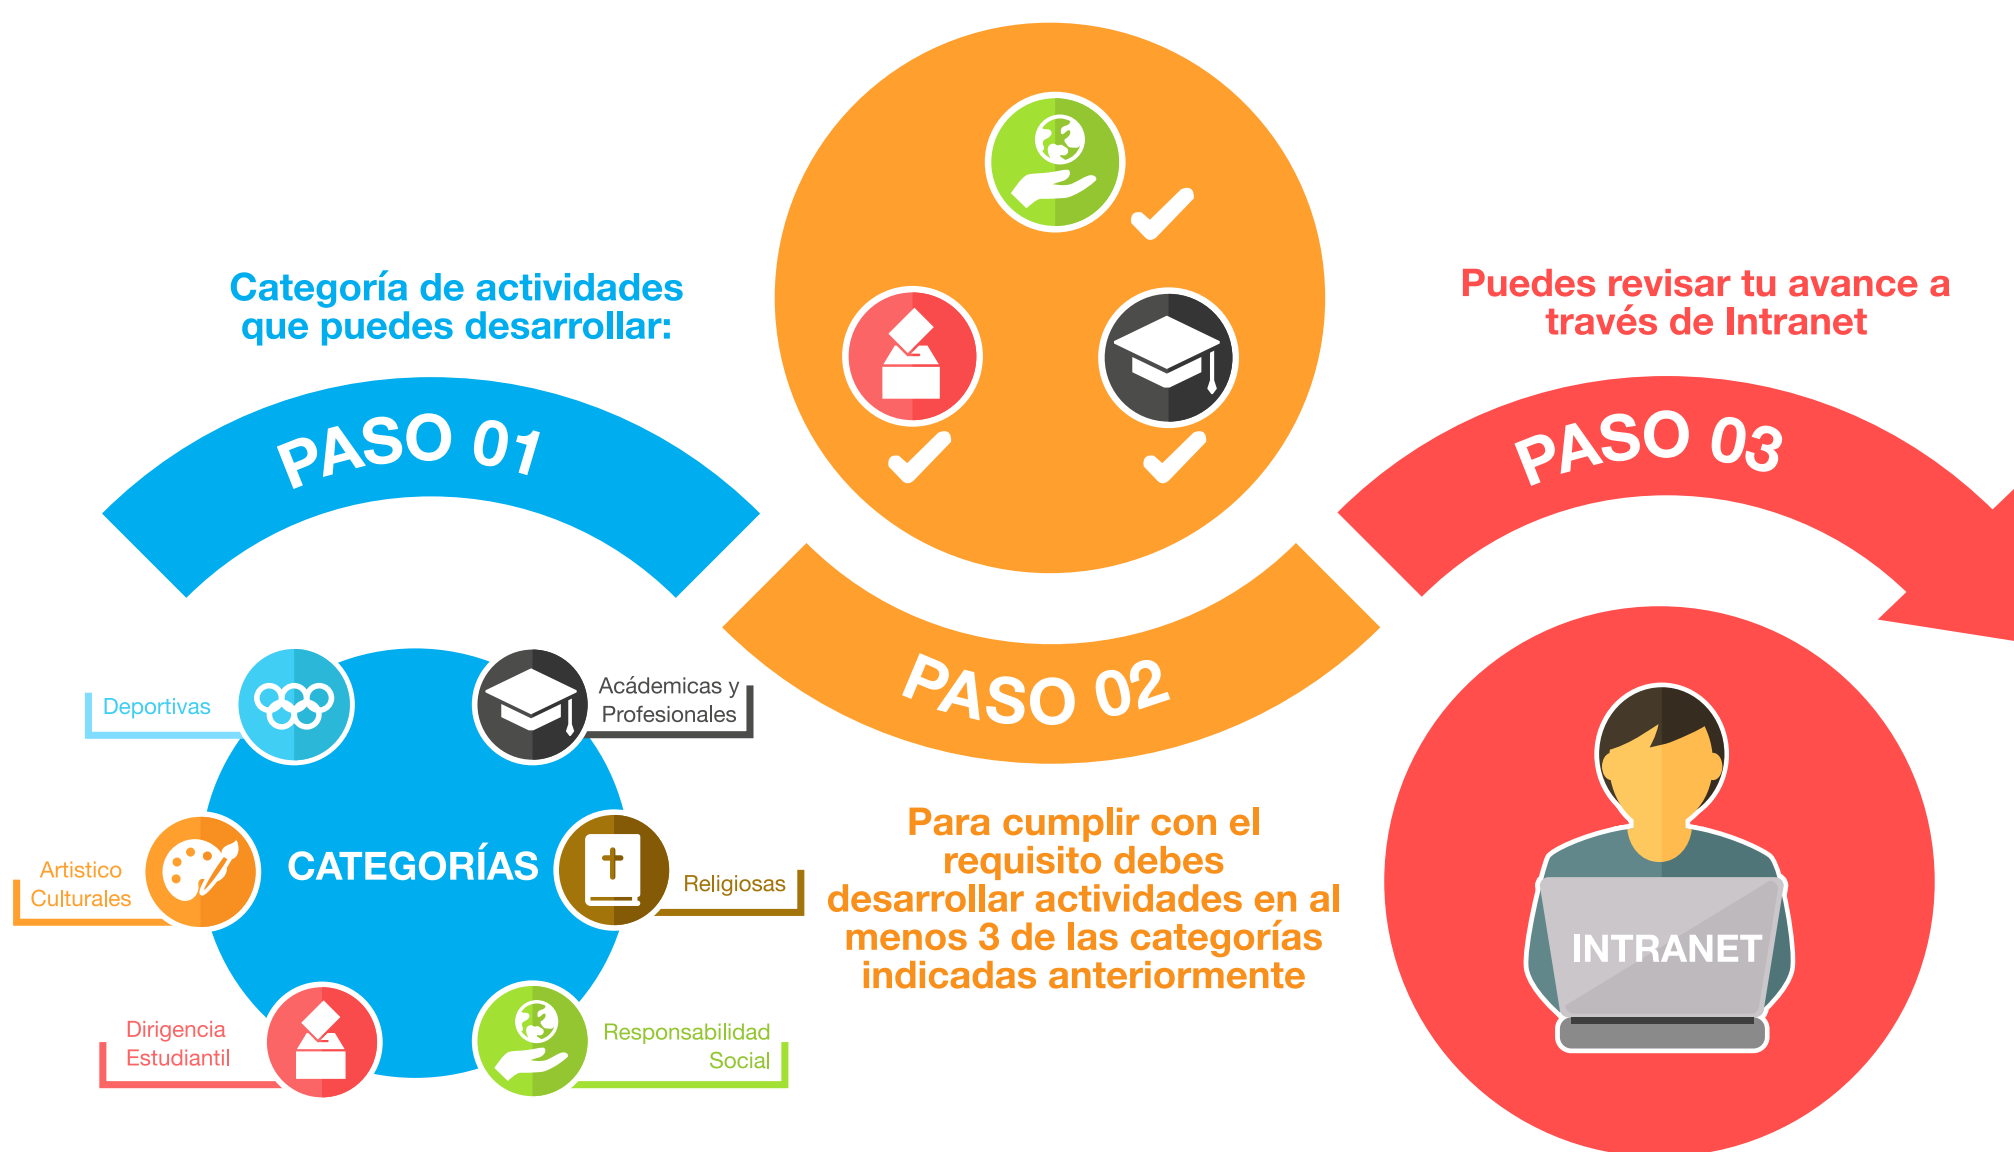 Categoría de actividades
que puedes desarrollar:
PASO 01
Deportivas
Acádemicas y
Profesionales
Artistico
Culturales
CATEGORÍAS
Religiosas
Dirigencia
Estudiantil
Responsabilidad
Social
PASO 02
Para cumplir con el
requisito debes
desarrollar actividades en al
menos 3 de las categorías
indicadas anteriormente
Puedes revisar tu avance a
través de Intranet
PASO 03
INTRANET